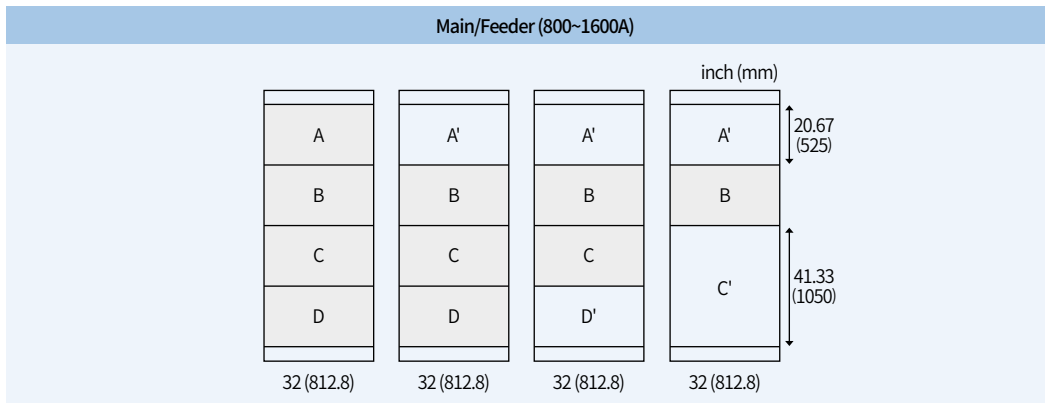 Main/Feeder (800~1600A)
inch (mm)
A A' A' A'
20.67
(525)
B B B B
C C C
C'
41.33
(1050)
D D D'
32 (812.8) 32 (812.8) 32 (812.8) 32 (812.8)